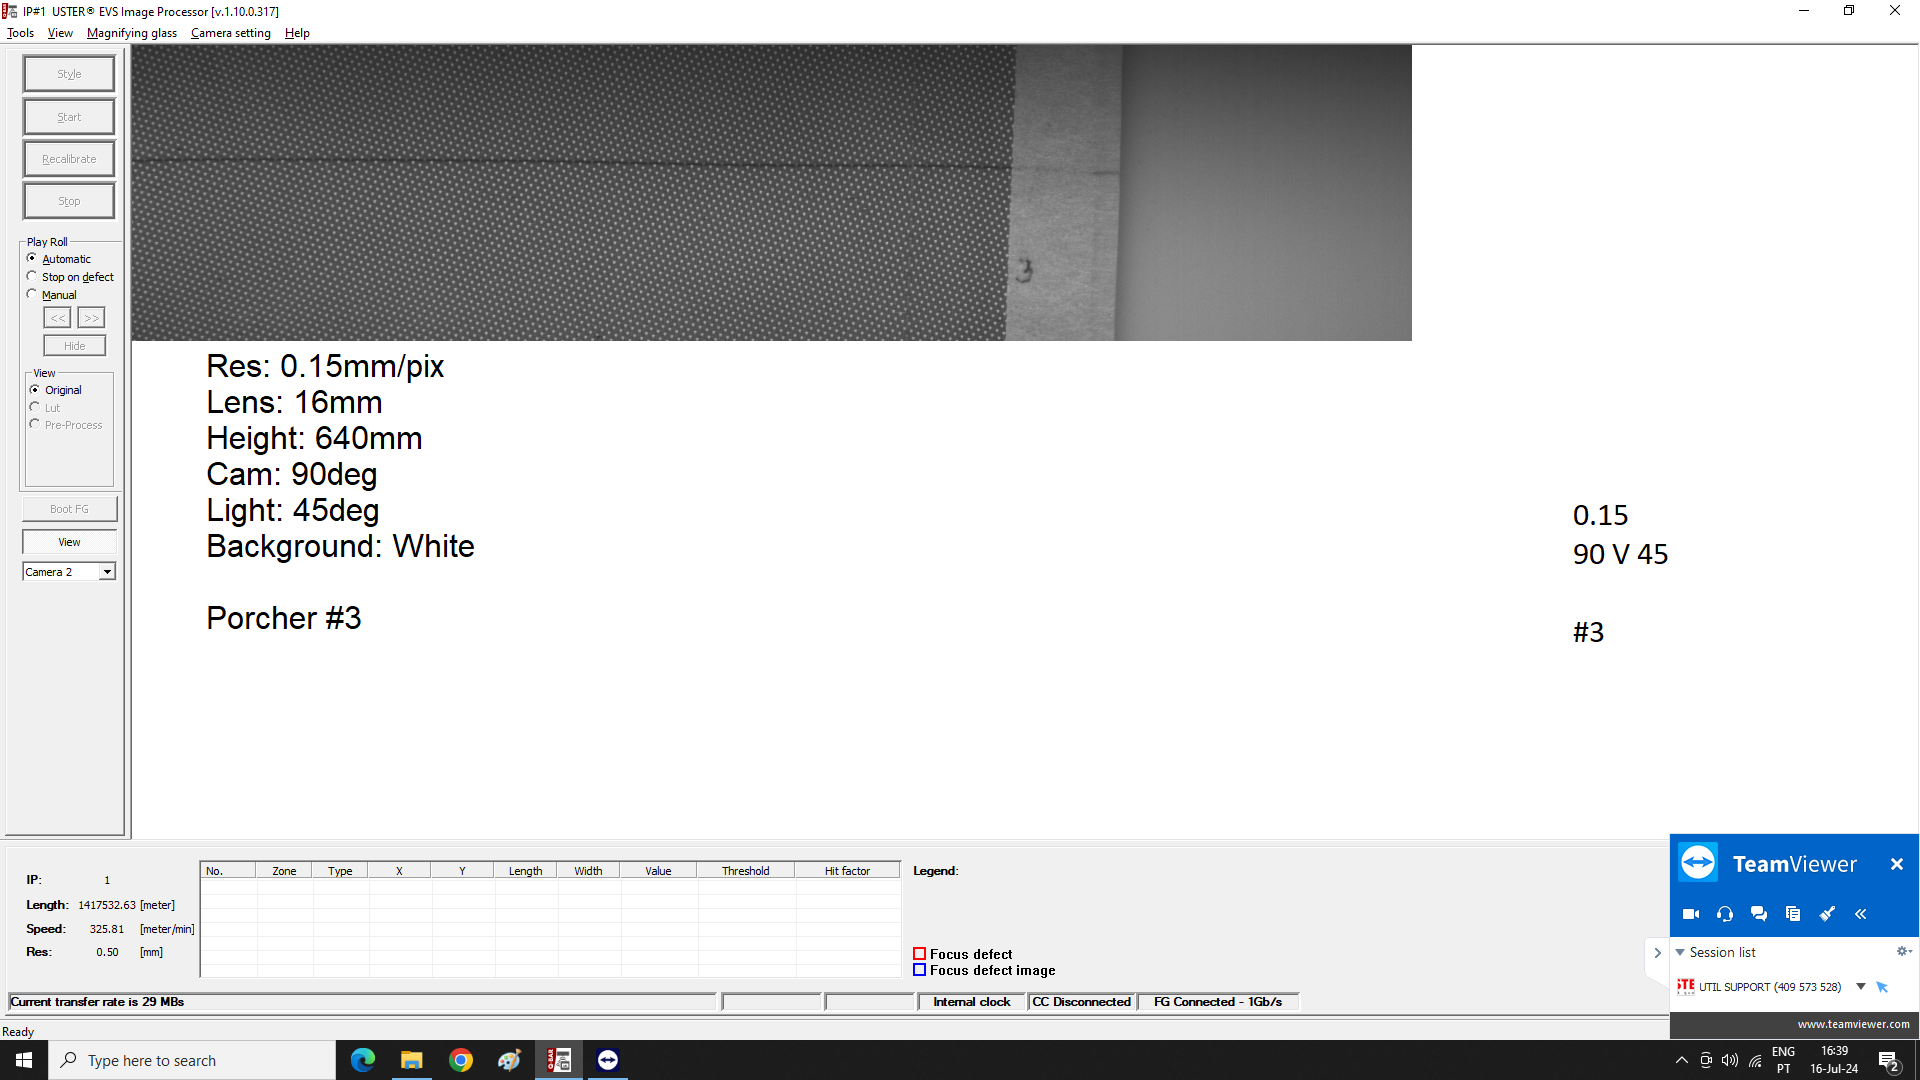 IP#1 USTER® EVS Image Processor [v.1.10.0.317]
Tools View Magnifying glass Camera setting Help
Style
Start
Recalibrate
Stop
Play Roll
Automatic
Stop on defect
Manual
<< >>
Hide
View
Original
Lut
Pre-Process
Boot FG
View
Camera 2
3
Res: 0.15mm/pix
Lens: 16mm
Height: 640mm
Cam: 90deg
Light: 45deg
Background: White
Porcher #3
0.15
90 V 45
#3
IP: 1
Length: 1417532.63 [meter]
Speed: 325.81 [meter/min]
Res: 0.50 [mm]
No. Zone Type X Y Length Width Value Threshold Hit factor
Legend:
Focus defect
Focus defect image
Current transfer rate is 29 MBs
Internal clock CC Disconnected FG Connected - 1Gb/s
Ready
TeamViewer
Session list
UTIL SUPPORT (409 573 528)
www.teamviewer.com
Type here to search
ENG
PT
16:39
16-Jul-24
2